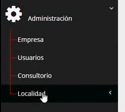 Administración
Empresa
Usuarios
Consultorio
Localidad